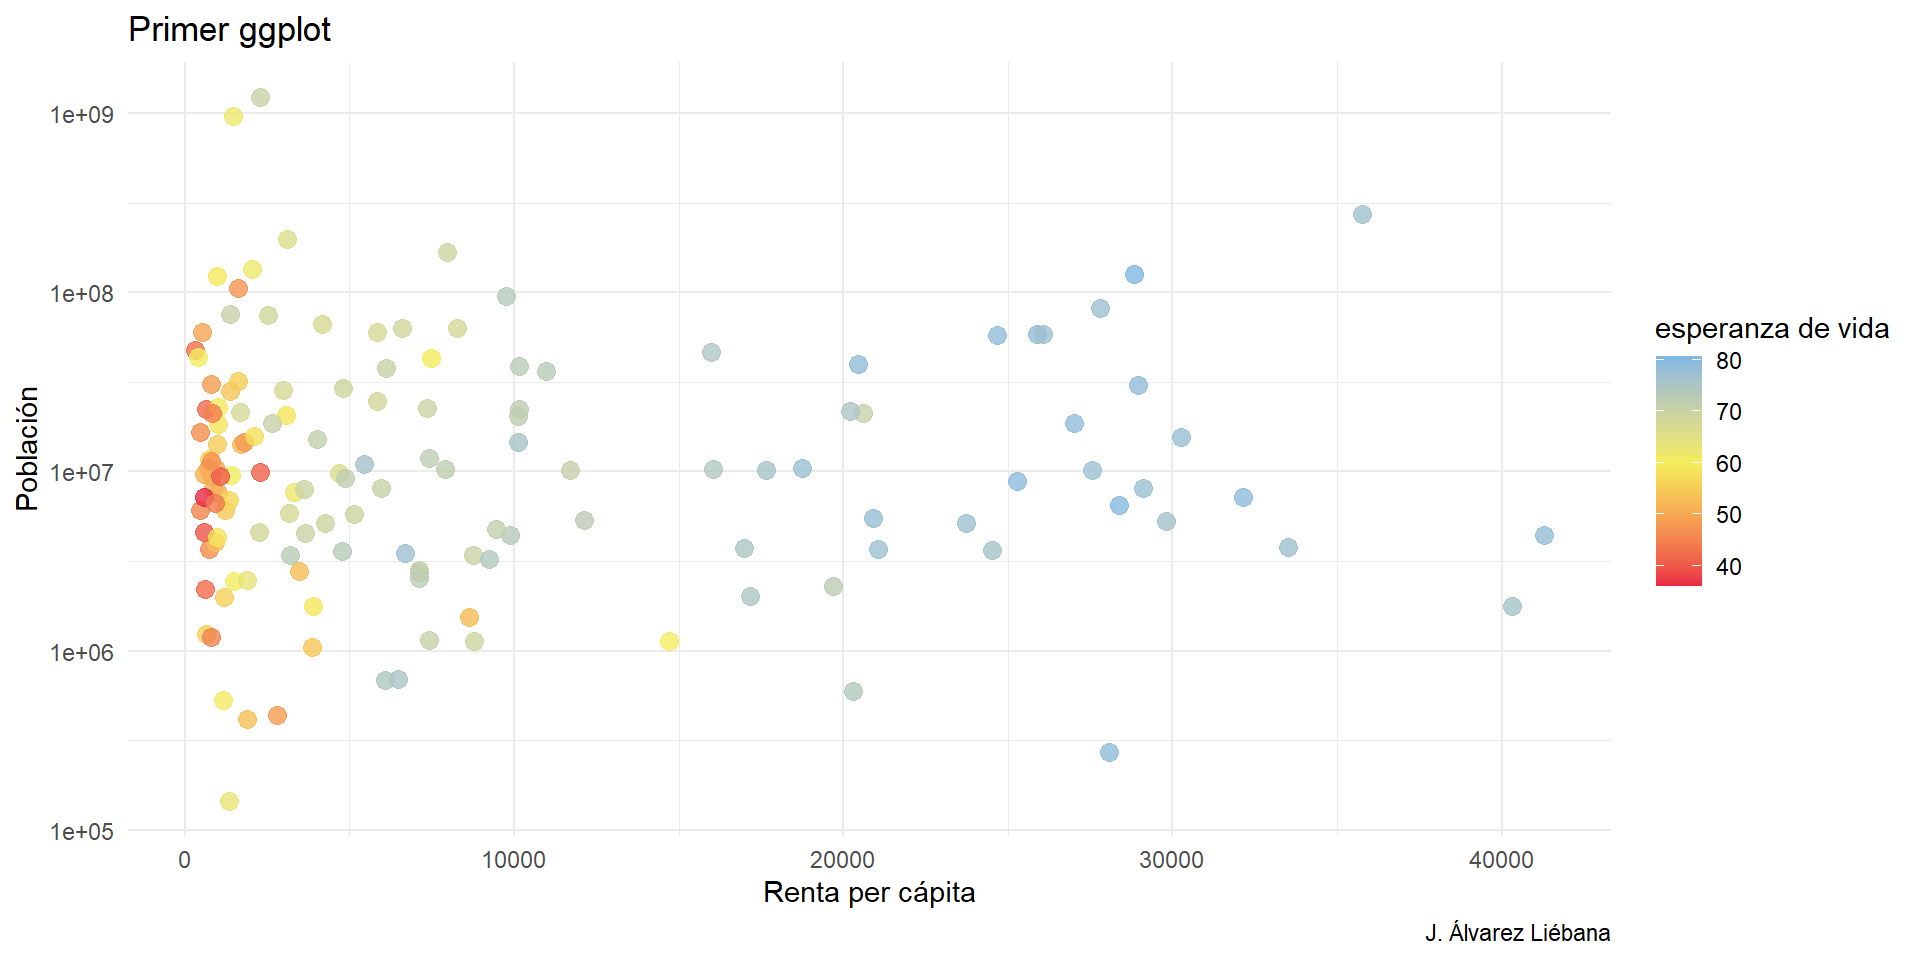 Primer ggplot
1e+09
1e+08
1e+07
1e+06
1e+05
Población
0 10000 20000 30000 40000
Renta per cápita
esperanza de vida
80
70
60
50
40
J. Álvarez Liébana